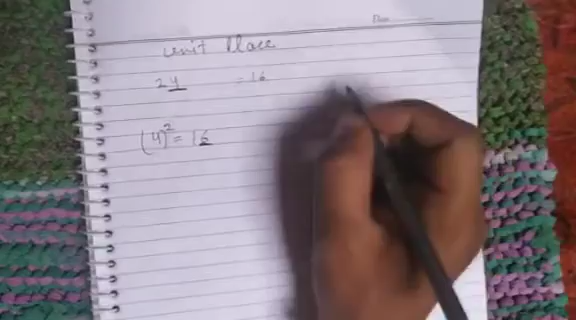 unit Place
24 = 16
(4)² = 16